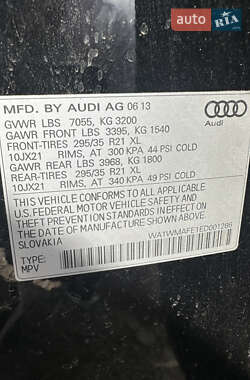 AUTO.RIA
MFD. BY AUDI AG 06 13
Audi
GVWR LBS 7055, KG 3200
GAWR FRONT LBS 3395, KG 1540
FRONT-TIRES 295/35 R21 XL
10JX21 RIMS, AT 300 KPA 44 PSI COLD
GAWR REAR LBS 3968, KG 1800
REAR-TIRES 295/35 R21 XL
10JX21 RIMS, AT 340 KPA 49 PSI COLD
THIS VEHICLE CONFORMS TO ALL APPLICABLE
U.S. FEDERAL MOTOR VEHICLE SAFETY AND
THEFT PREVENTION STANDARDS IN EFFECT ON
THE DATE OF MANUFACTURE SHOWN ABOVE.
SLOVAKIA
WA1WMAFE1ED001286
TYPE:
MPV